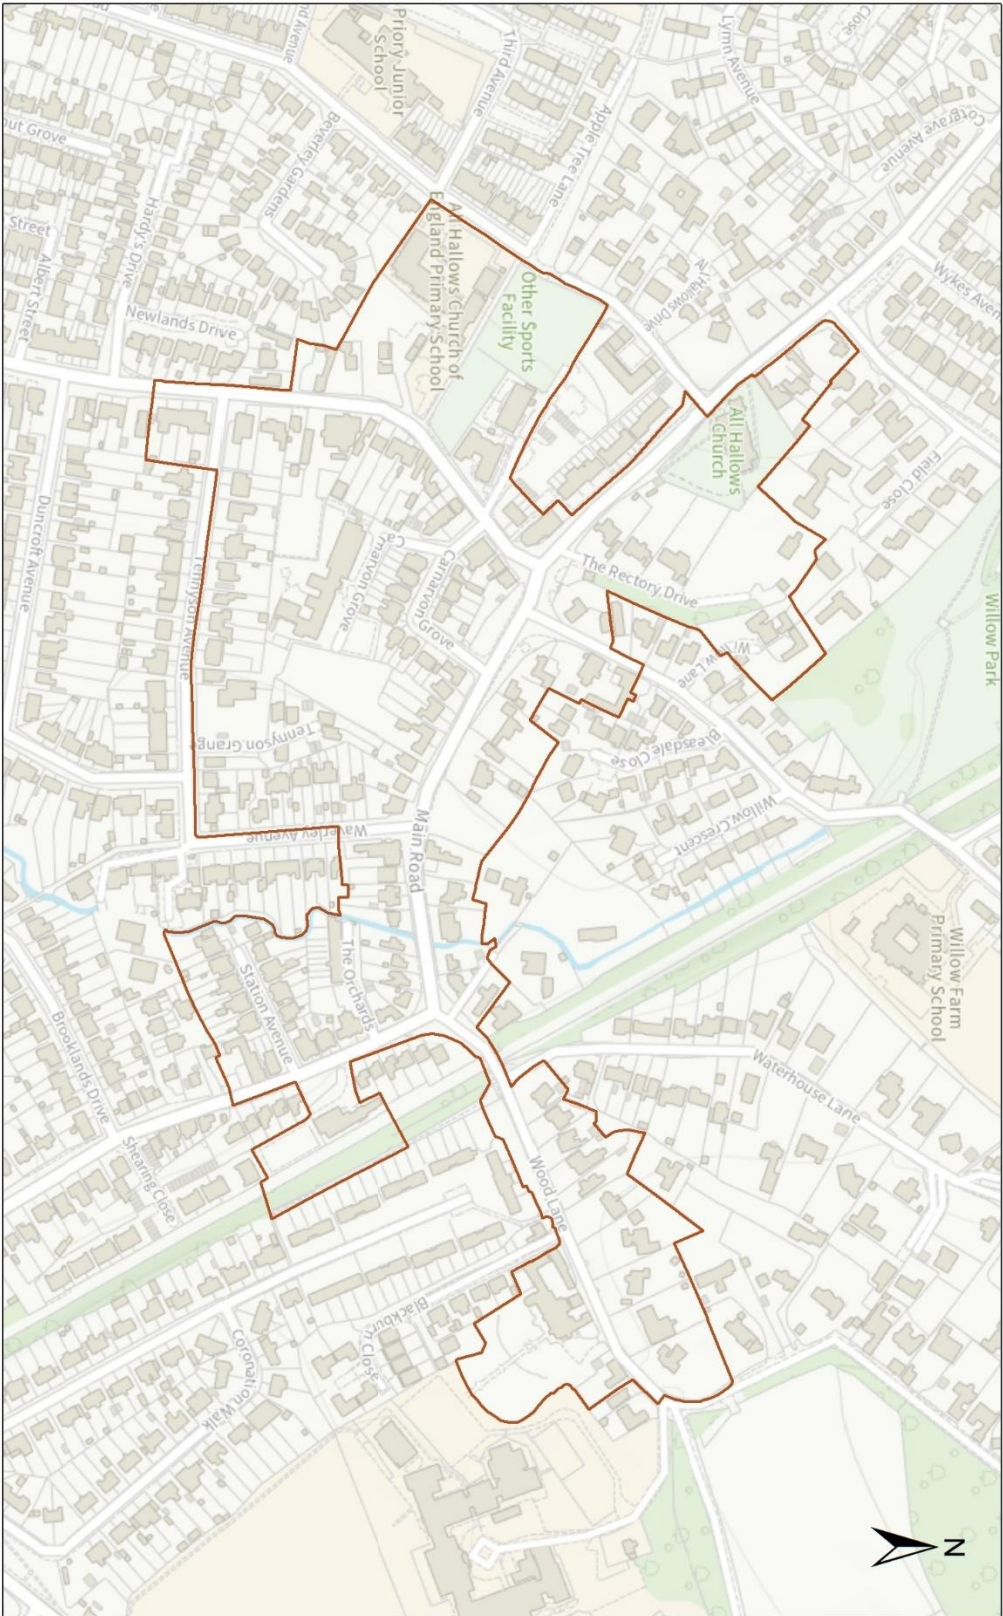 Priory Junior
School
Third Avenue
Lymn Avenue
Close
Cotgrave Avenue
Apple Tree Lane
Beverley Gardens
Hardy's Drive
Street
Albert Street
Newlands Drive
All Hallows Church of
England Primary School
Other Sports
Facility
All Hallows Drive
Wykes Aven
All Hallows
Church
Field Close
Willow Park
Duncroft Avenue
Tennyson Avenue
Carnarvon Grove
Carnarvon Grove
The Rectory Drive
Willow Lane
Bleasdale Close
Tennyson Grange
Willow Crescent
Waverley Avenue
Main Road
The Orchards
Station Avenue
Brooklands Drive
Willow Farm
Primary School
Waterhouse Lane
Shearing Close
Wood Lane
Blackburn Close
Coronation Walk
N